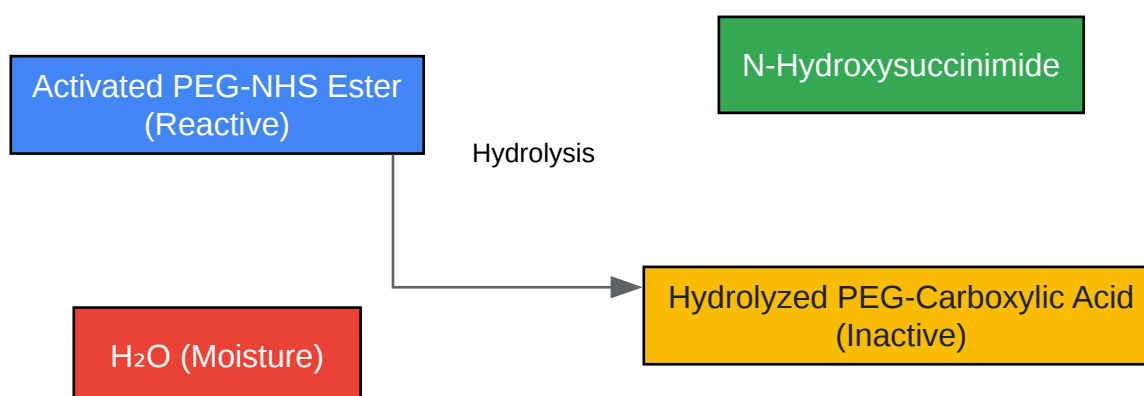 Activated PEG-NHS Ester
(Reactive)
N-Hydroxysuccinimide
Hydrolysis
H₂O (Moisture)
Hydrolyzed PEG-Carboxylic Acid
(Inactive)